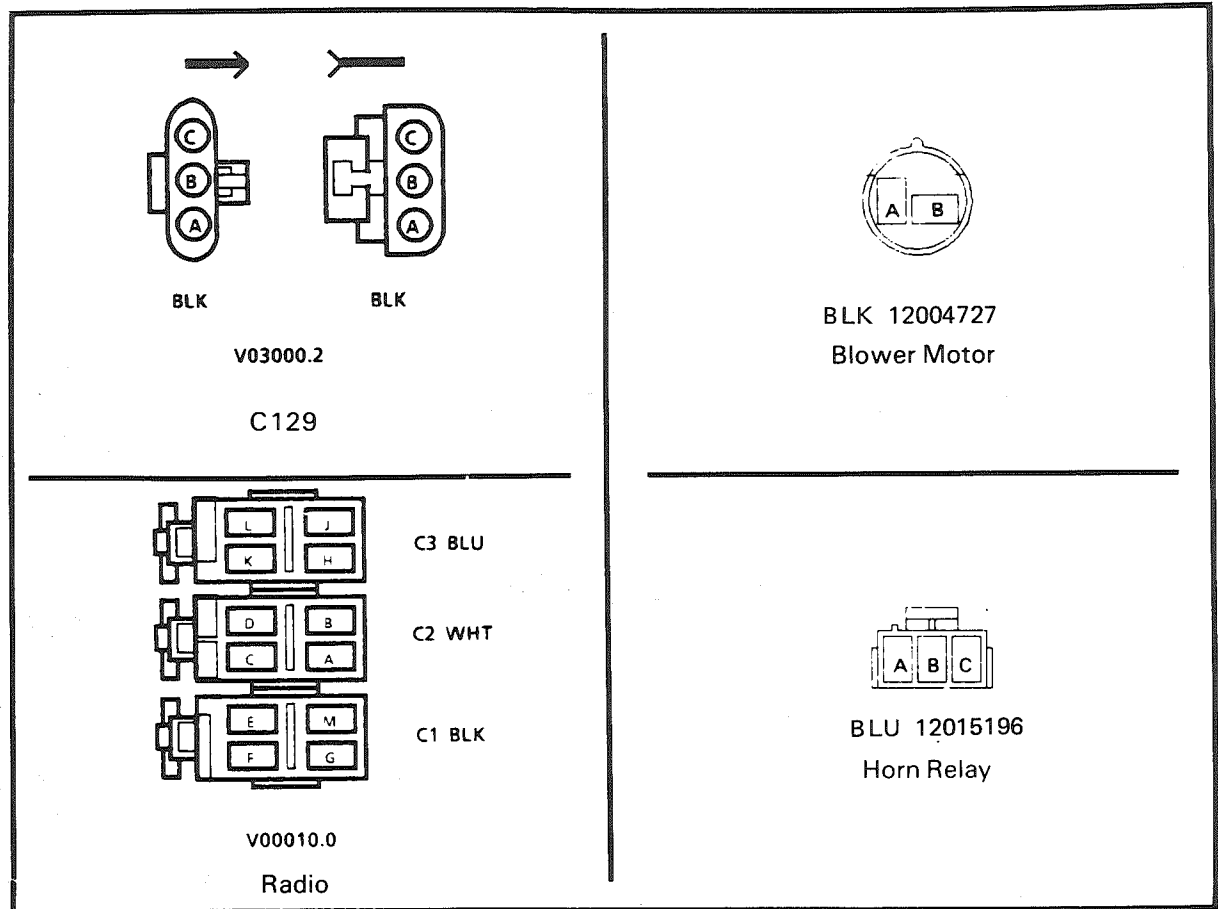 C C
B B
A A
BLK BLK
V03000.2
C129
A B
BLK 12004727
Blower Motor
L J
K H
C3 BLU
D B
C A
C2 WHT
E M
F G
C1 BLK
V00010.0
Radio
A B C
BLU 12015196
Horn Relay